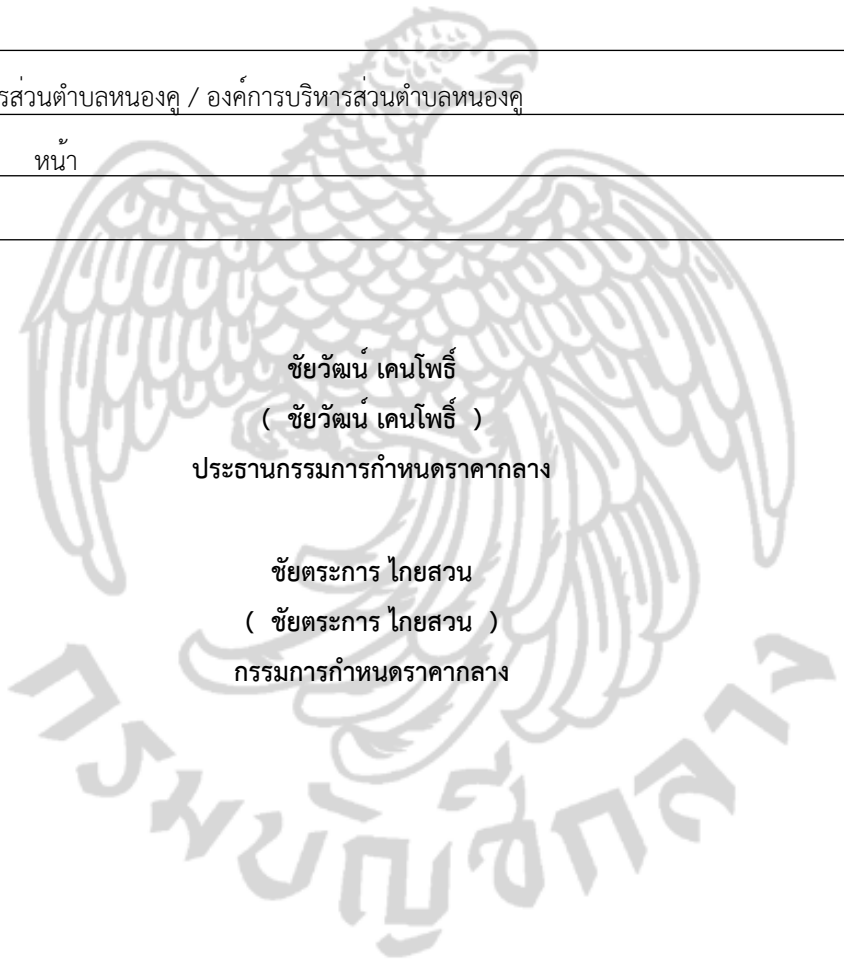 รส่วนตำบลหนองคู / องค์การบริหารส่วนตำบลหนองคู
หน้า
ชัยวัฒน์ เคนโพธิ์
( ชัยวัฒน์ เคนโพธิ์ )
ประธานกรรมการกำหนดราคากลาง
ชัยตระการ ไกยสวน
( ชัยตระการ ไกยสวน )
กรรมการกำหนดราคากลาง
กรมบัญชีกลาง